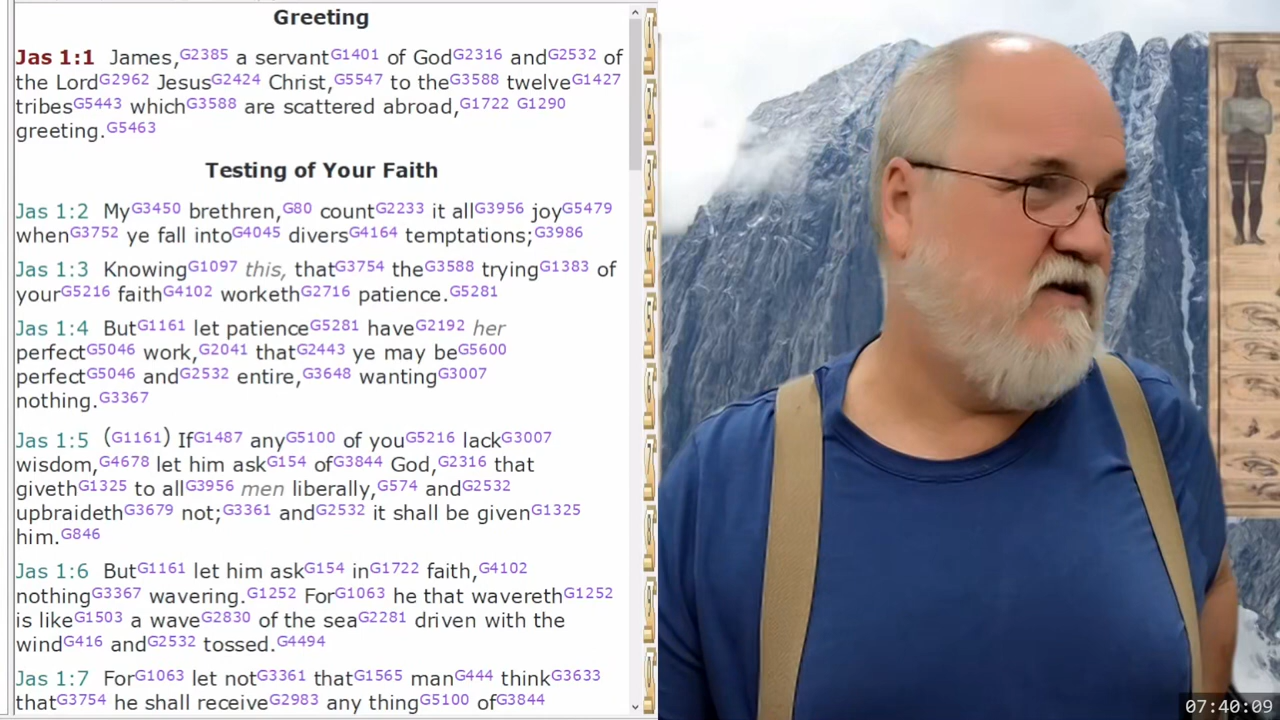 Greeting
Jas 1:1 James,G2385 a servantG1401 of GodG2316 andG2532 of
the LordG2962 JesusG2424 Christ,G5547 to theG3588 twelveG1427
tribesG5443 whichG3588 are scattered abroad,G1722 G1290
greeting.G5463
Testing of Your Faith
Jas 1:2 MyG3450 brethren,G80 countG2233 it allG3956 joyG5479
whenG3752 ye fall intoG4045 diversG4164 temptations;G3986
Jas 1:3 KnowingG1097 this, thatG3754 theG3588 tryingG1383 of
yourG5216 faithG4102 workethG2716 patience.G5281
Jas 1:4 ButG1161 let patienceG5281 haveG2192 her
perfectG5046 work,G2041 thatG2443 ye may beG5600
perfectG5046 andG2532 entire,G3648 wantingG3007
nothing.G3367
Jas 1:5 (G1161) IfG1487 anyG5100 of youG5216 lackG3007
wisdom,G4678 let him askG154 ofG3844 God,G2316 that
givethG1325 to allG3956 men liberally,G574 andG2532
upbraidethG3679 not;G3361 andG2532 it shall be givenG1325
him.G846
Jas 1:6 ButG1161 let him askG154 inG1722 faith,G4102
nothingG3367 wavering.G1252 ForG1063 he that waverethG1252
is likeG1503 a waveG2830 of the seaG2281 driven with the
windG416 andG2532 tossed.G4494
Jas 1:7 ForG1063 let notG3361 thatG1565 manG444 thinkG3633
thatG3754 he shall receiveG2983 any thingG5100 ofG3844
07:40:09